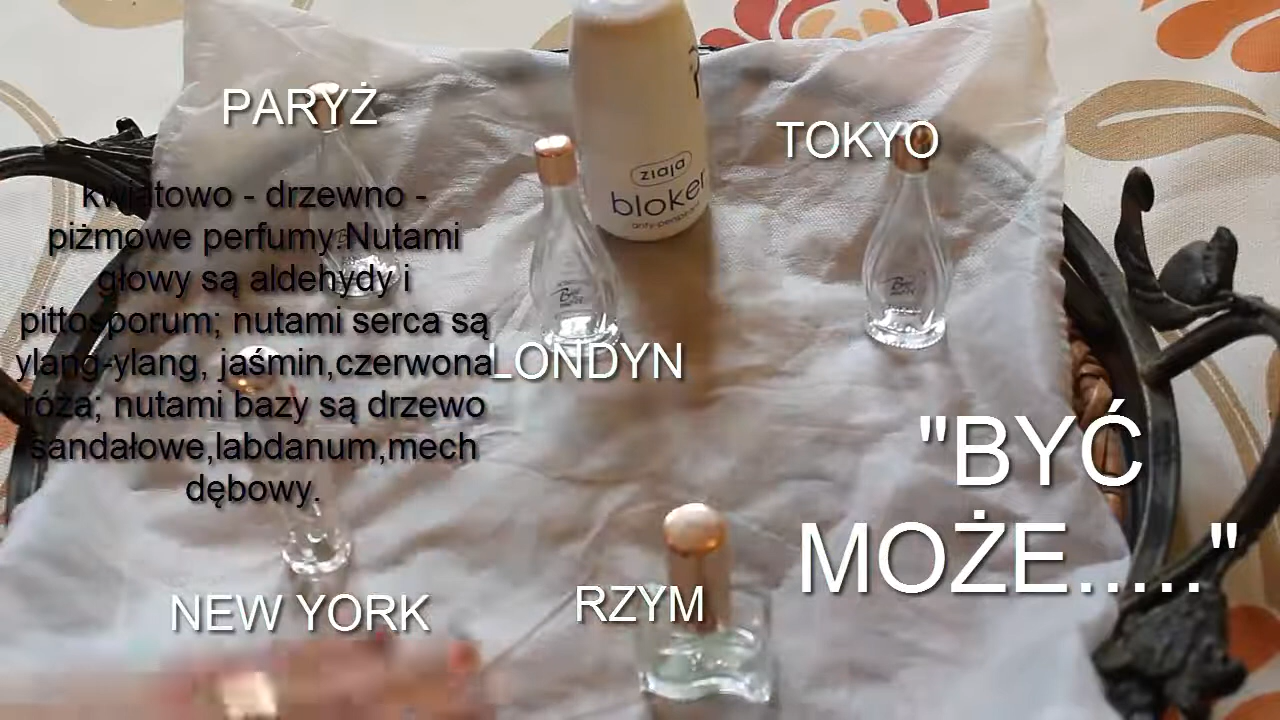 PARYŻ
TOKYO
ziaja
bloker
kwiatowo - drzewno -
piżmowe perfumy.Nutami
głowy są aldehydy i
pittosporum; nutami serca są
ylang-ylang, jaśmin,czerwona
róża; nutami bazy są drzewo
sandałowe,labdanum,mech
dębowy.
LONDYN
"BYĆ
MOŻE....."
NEW YORK
RZYM